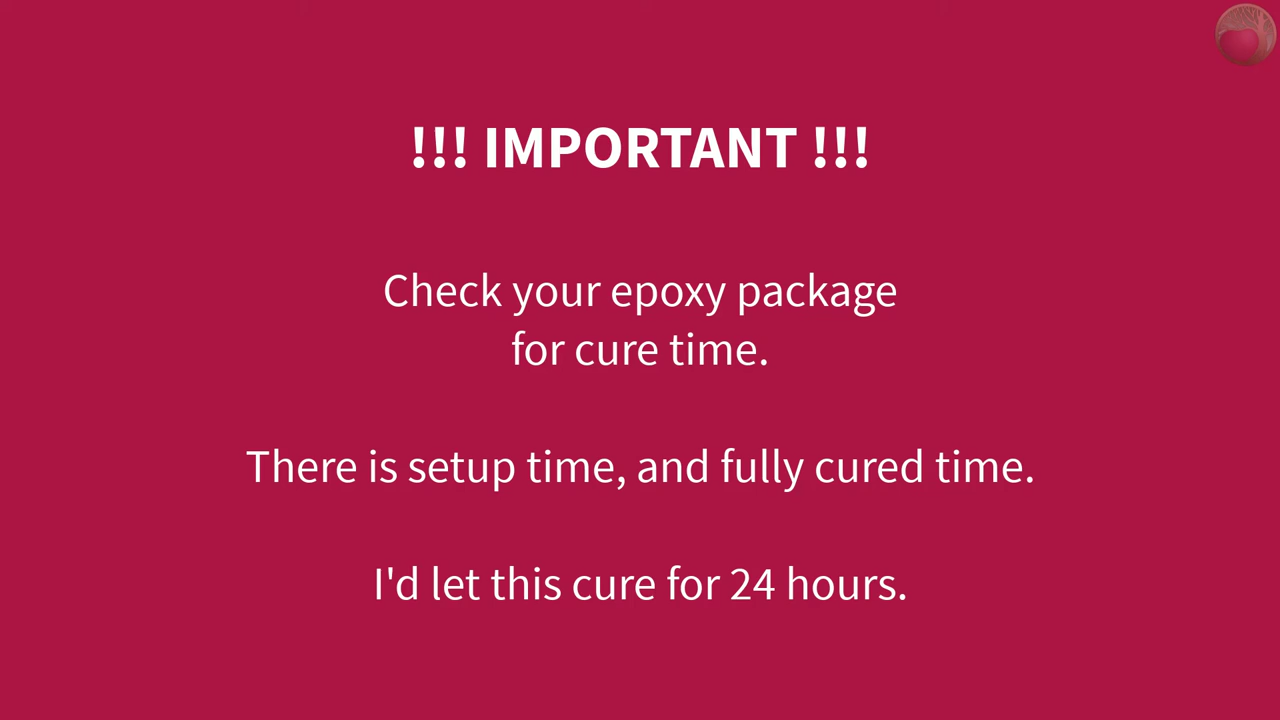 !!! IMPORTANT !!!
Check your epoxy package
for cure time.
There is setup time, and fully cured time.
I'd let this cure for 24 hours.